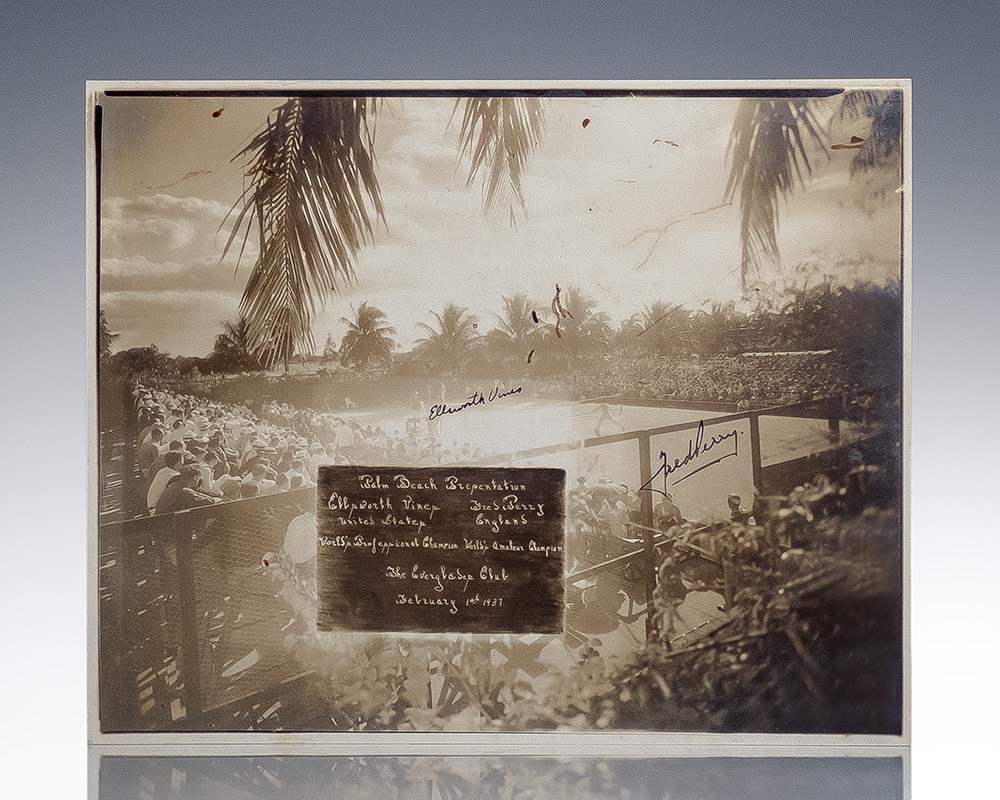 Ellsworth Vines
Fred Perry.
Palm Beach Presentation
Ellsworth Vines Fred Perry
United States England
World's Professional Champion World's Amateur Champion
The Everglades Club
February 1st 1937